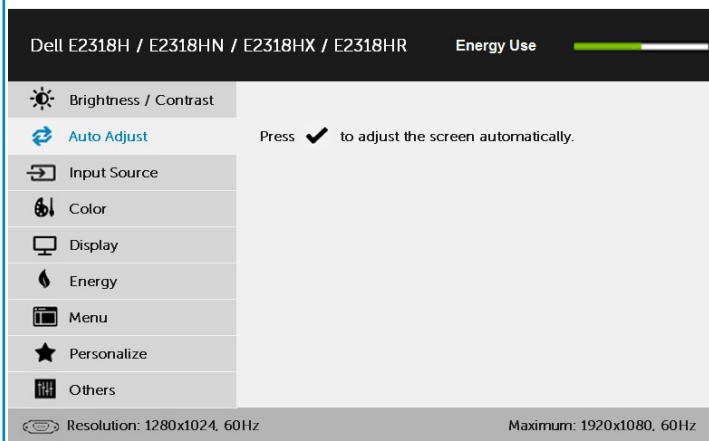 Dell E2318H / E2318HN / E2318HX / E2318HR Energy Use
Brightness / Contrast
Auto Adjust
Press ✔ to adjust the screen automatically.
Input Source
Color
Display
Energy
Menu
Personalize
Others
Resolution: 1280x1024, 60Hz Maximum: 1920x1080, 60Hz